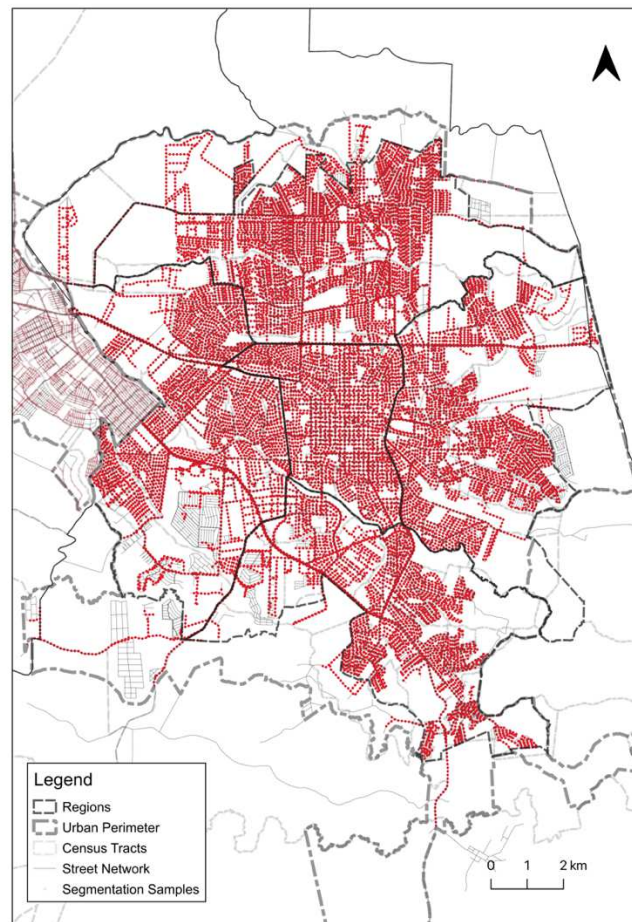 Legend
Regions
Urban Perimeter
Census Tracts
Street Network
Segmentation Samples
0 1 2 km